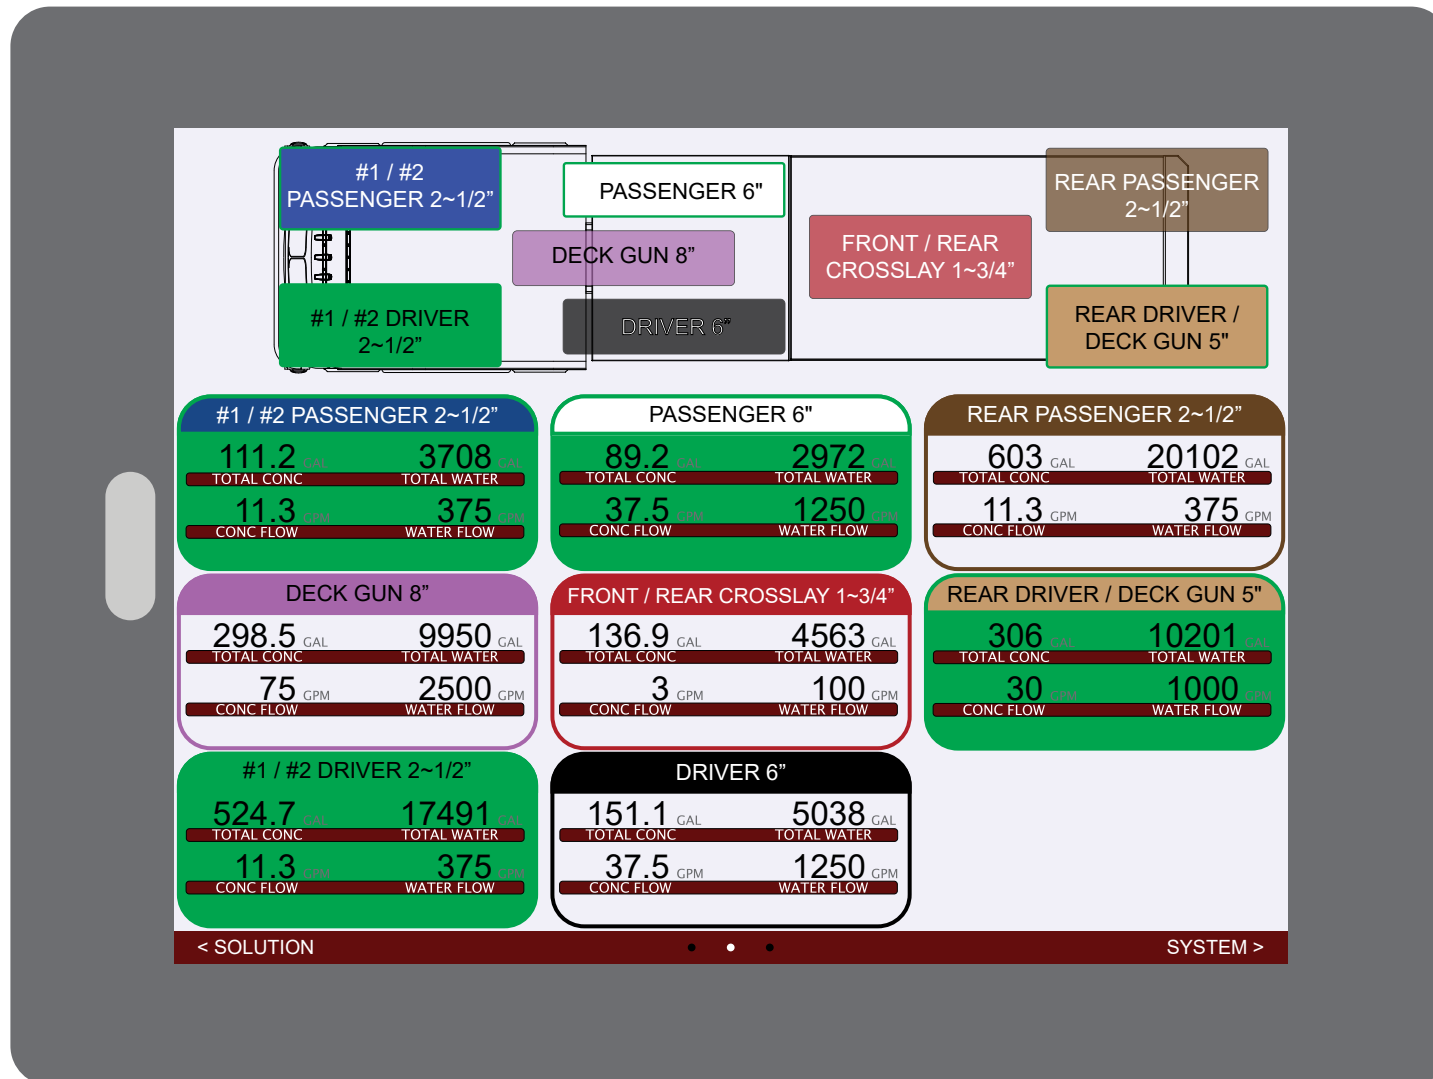 #1 / #2
PASSENGER 2~1/2”
PASSENGER 6"
REAR PASSENGER
2~1/2”
DECK GUN 8”
FRONT / REAR
CROSSLAY 1~3/4”
#1 / #2 DRIVER
2~1/2”
DRIVER 6”
REAR DRIVER /
DECK GUN 5"
#1 / #2 PASSENGER 2~1/2”
111.2 GAL 3708 GAL
TOTAL CONC TOTAL WATER
11.3 GPM 375 GPM
CONC FLOW WATER FLOW
PASSENGER 6"
89.2 GAL 2972 GAL
TOTAL CONC TOTAL WATER
37.5 GPM 1250 GPM
CONC FLOW WATER FLOW
REAR PASSENGER 2~1/2”
603 GAL 20102 GAL
TOTAL CONC TOTAL WATER
11.3 GPM 375 GPM
CONC FLOW WATER FLOW
DECK GUN 8”
298.5 GAL 9950 GAL
TOTAL CONC TOTAL WATER
75 GPM 2500 GPM
CONC FLOW WATER FLOW
FRONT / REAR CROSSLAY 1~3/4”
136.9 GAL 4563 GAL
TOTAL CONC TOTAL WATER
3 GPM 100 GPM
CONC FLOW WATER FLOW
REAR DRIVER / DECK GUN 5"
306 GAL 10201 GAL
TOTAL CONC TOTAL WATER
30 GPM 1000 GPM
CONC FLOW WATER FLOW
#1 / #2 DRIVER 2~1/2”
524.7 GAL 17491 GAL
TOTAL CONC TOTAL WATER
11.3 GPM 375 GPM
CONC FLOW WATER FLOW
DRIVER 6”
151.1 GAL 5038 GAL
TOTAL CONC TOTAL WATER
37.5 GPM 1250 GPM
CONC FLOW WATER FLOW
< SOLUTION SYSTEM >